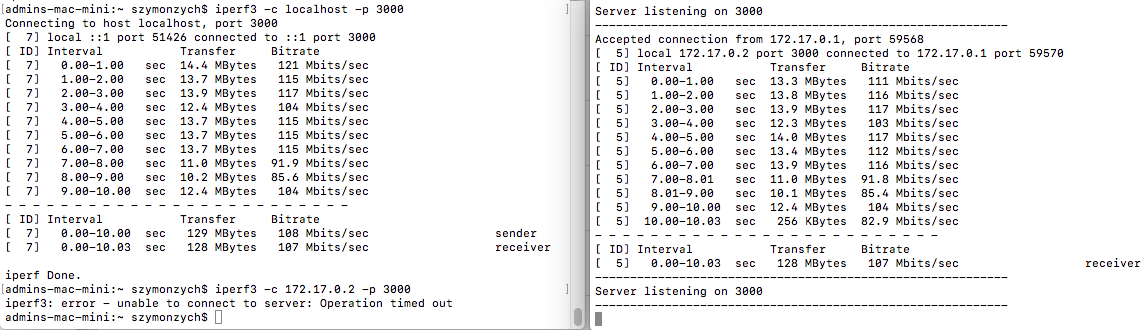 [admins-mac-mini:~ szymonzych$ iperf3 -c localhost -p 3000 ]
Connecting to host localhost, port 3000
[  7] local ::1 port 51426 connected to ::1 port 3000
[ ID] Interval           Transfer     Bitrate
[  7]   0.00-1.00   sec  14.4 MBytes   121 Mbits/sec
[  7]   1.00-2.00   sec  13.7 MBytes   115 Mbits/sec
[  7]   2.00-3.00   sec  13.9 MBytes   117 Mbits/sec
[  7]   3.00-4.00   sec  12.4 MBytes   104 Mbits/sec
[  7]   4.00-5.00   sec  13.7 MBytes   115 Mbits/sec
[  7]   5.00-6.00   sec  13.7 MBytes   115 Mbits/sec
[  7]   6.00-7.00   sec  13.7 MBytes   115 Mbits/sec
[  7]   7.00-8.00   sec  11.0 MBytes  91.9 Mbits/sec
[  7]   8.00-9.00   sec  10.2 MBytes  85.6 Mbits/sec
[  7]   9.00-10.00  sec  12.4 MBytes   104 Mbits/sec
- - - - - - - - - - - - - - - - - - - - - - - - -
[ ID] Interval           Transfer     Bitrate
[  7]   0.00-10.00  sec   129 MBytes   108 Mbits/sec                  sender
[  7]   0.00-10.03  sec   128 MBytes   107 Mbits/sec                  receiver
iperf Done.
[admins-mac-mini:~ szymonzych$ iperf3 -c 172.17.0.2 -p 3000 ]
iperf3: error - unable to connect to server: Operation timed out
admins-mac-mini:~ szymonzych$
Server listening on 3000
-----------------------------------------------------------
Accepted connection from 172.17.0.1, port 59568
[  5] local 172.17.0.2 port 3000 connected to 172.17.0.1 port 59570
[ ID] Interval           Transfer     Bitrate
[  5]   0.00-1.00   sec  13.3 MBytes   111 Mbits/sec
[  5]   1.00-2.00   sec  13.8 MBytes   116 Mbits/sec
[  5]   2.00-3.00   sec  13.9 MBytes   117 Mbits/sec
[  5]   3.00-4.00   sec  12.3 MBytes   103 Mbits/sec
[  5]   4.00-5.00   sec  14.0 MBytes   117 Mbits/sec
[  5]   5.00-6.00   sec  13.4 MBytes   112 Mbits/sec
[  5]   6.00-7.00   sec  13.9 MBytes   116 Mbits/sec
[  5]   7.00-8.01   sec  11.0 MBytes  91.8 Mbits/sec
[  5]   8.01-9.00   sec  10.1 MBytes  85.4 Mbits/sec
[  5]   9.00-10.00  sec  12.4 MBytes   104 Mbits/sec
[  5]  10.00-10.03  sec   256 KBytes  82.9 Mbits/sec
- - - - - - - - - - - - - - - - - - - - - - - - -
[ ID] Interval           Transfer     Bitrate
[  5]   0.00-10.03  sec   128 MBytes   107 Mbits/sec                  receiver
-----------------------------------------------------------
Server listening on 3000
-----------------------------------------------------------